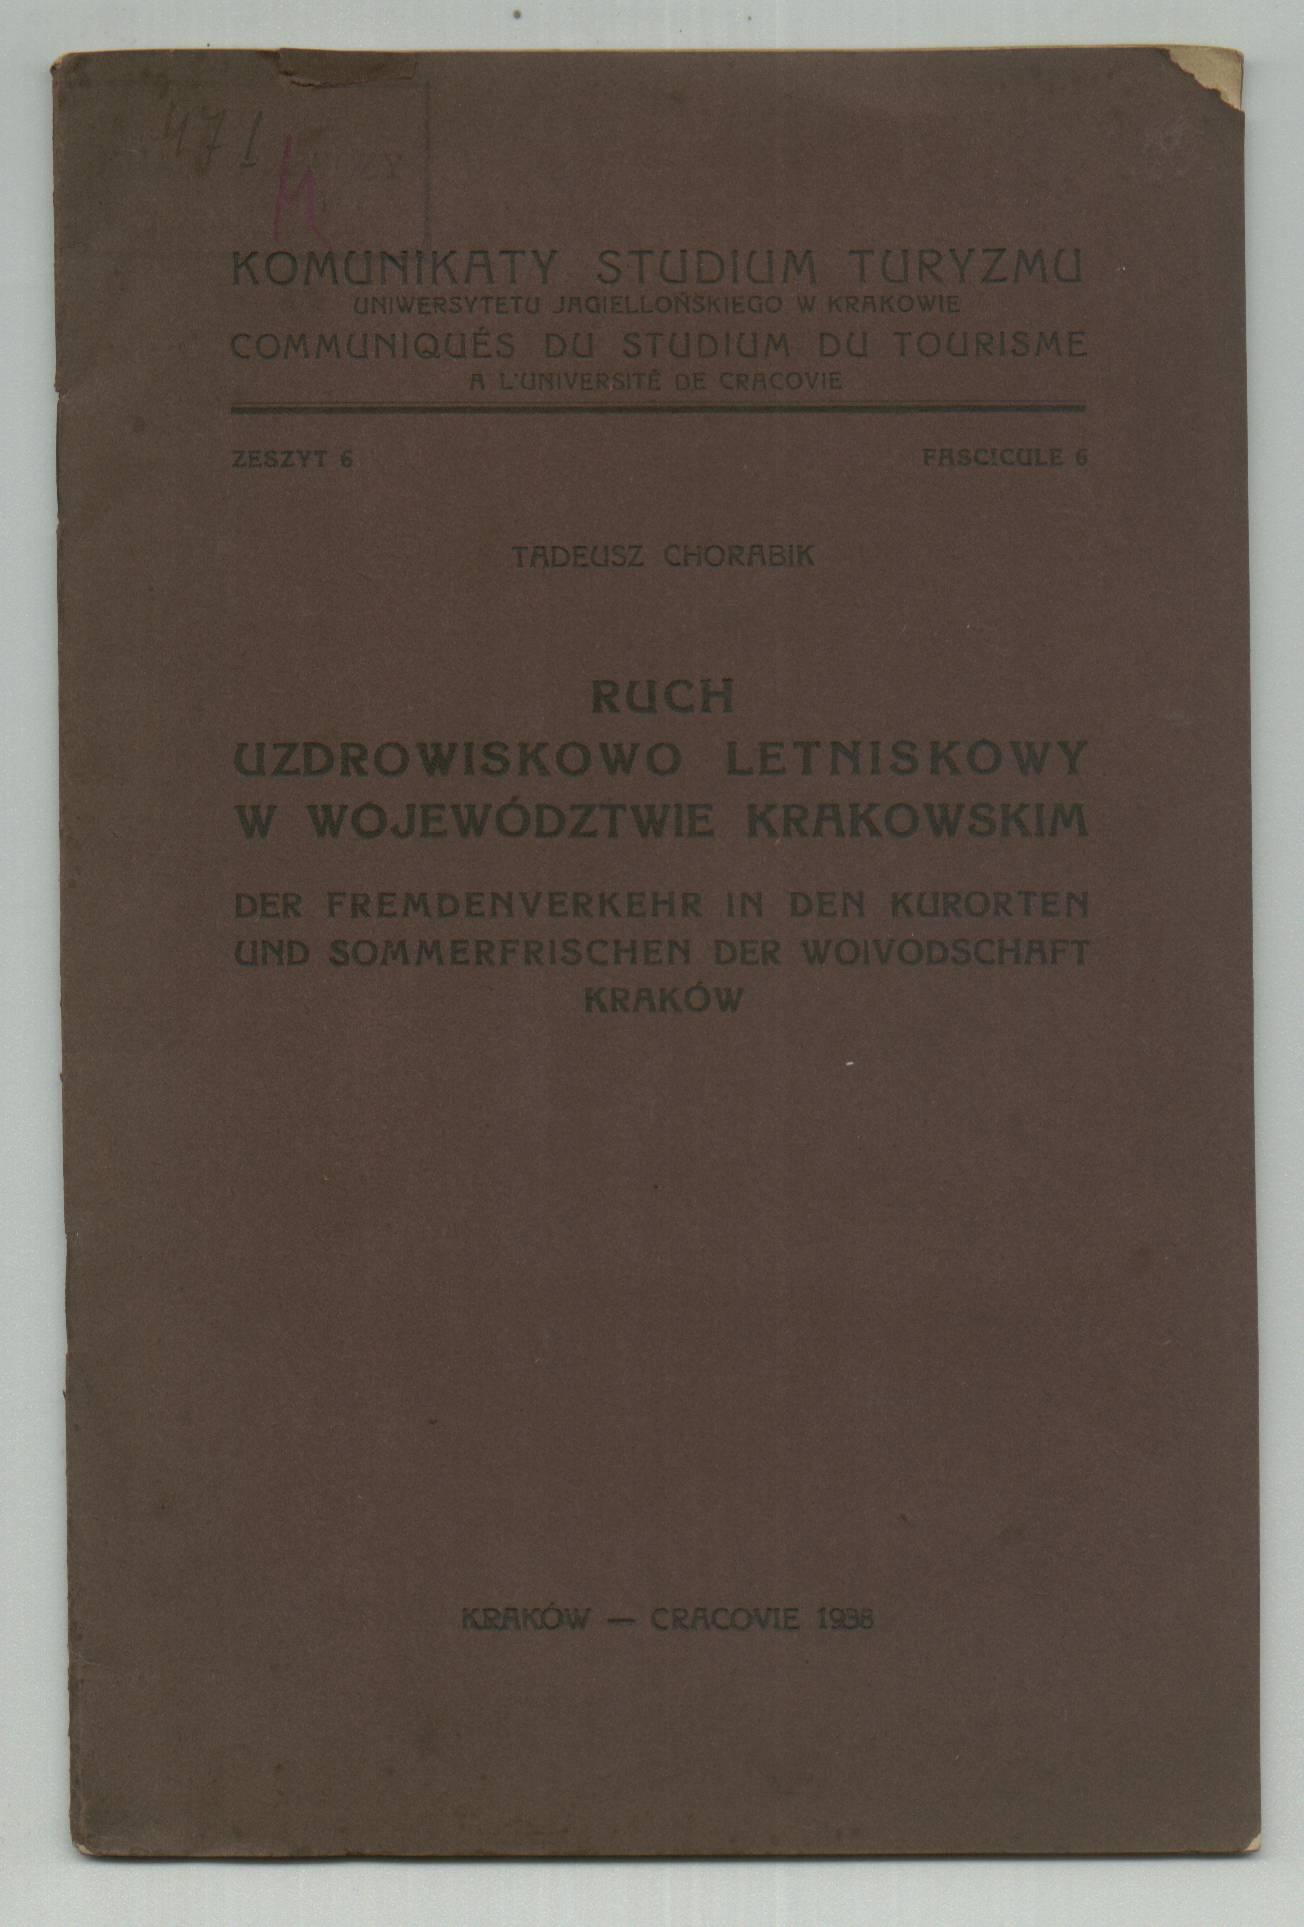 471
KOMUNIKATY STUDIUM TURYZMU
UNIWERSYTETU JAGIELLOŃSKIEGO W KRAKOWIE
COMMUNIQUÉS DU STUDIUM DU TOURISME
A L'UNIVERSITÉ DE CRACOVIE
ZESZYT 6 FASCICULE 6
TADEUSZ CHORABIK
RUCH
UZDROWISKOWO LETNISKOWY
W WOJEWÓDZTWIE KRAKOWSKIM
DER FREMDENVERKEHR IN DEN KURORTEN
UND SOMMERFRISCHEN DER WOIVODSCHAFT
KRAKÓW
KRAKÓW — CRACOVIE 1938